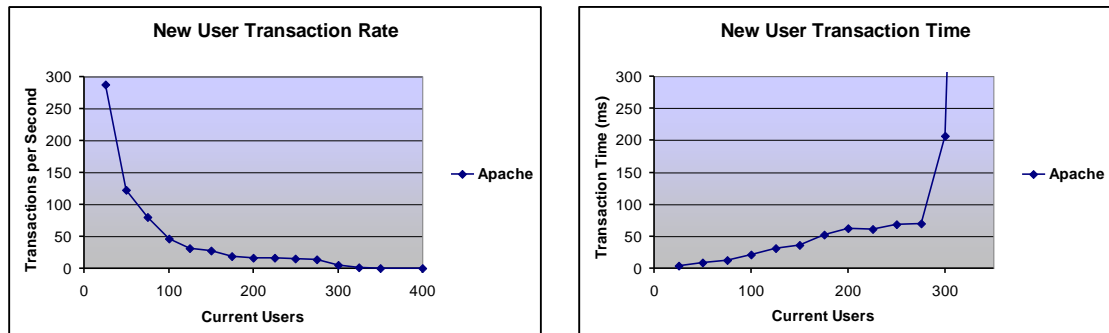 New User Transaction Rate
Transactions per Second
300
250
200
150
100
50
0
0 100 200 300 400
Current Users
Apache
New User Transaction Time
Transaction Time (ms)
300
250
200
150
100
50
0
0 100 200 300
Current Users
Apache